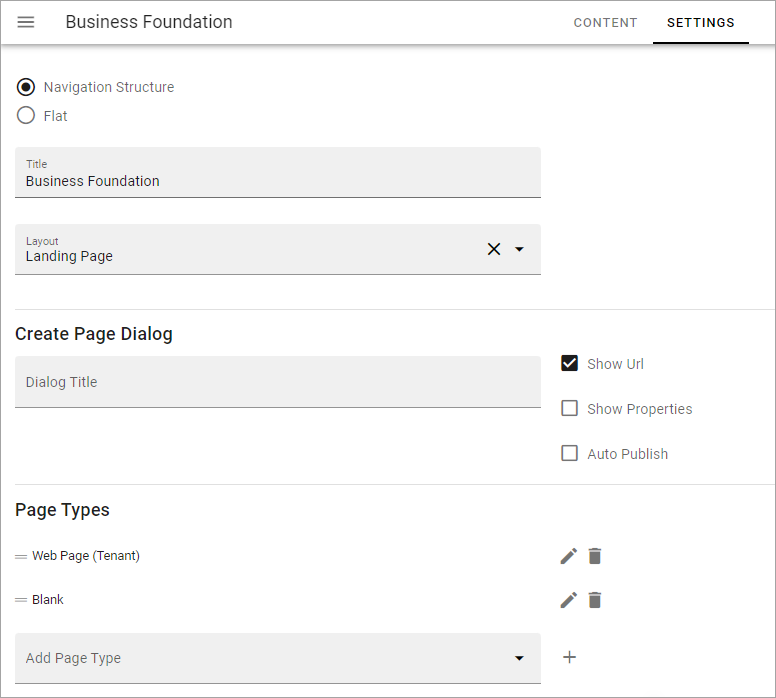 Business Foundation
CONTENT
SETTINGS
Navigation Structure
Flat
Title
Business Foundation
Layout
Landing Page
Create Page Dialog
Dialog Title
Show Url
Show Properties
Auto Publish
Page Types
Web Page (Tenant)
Blank
Add Page Type